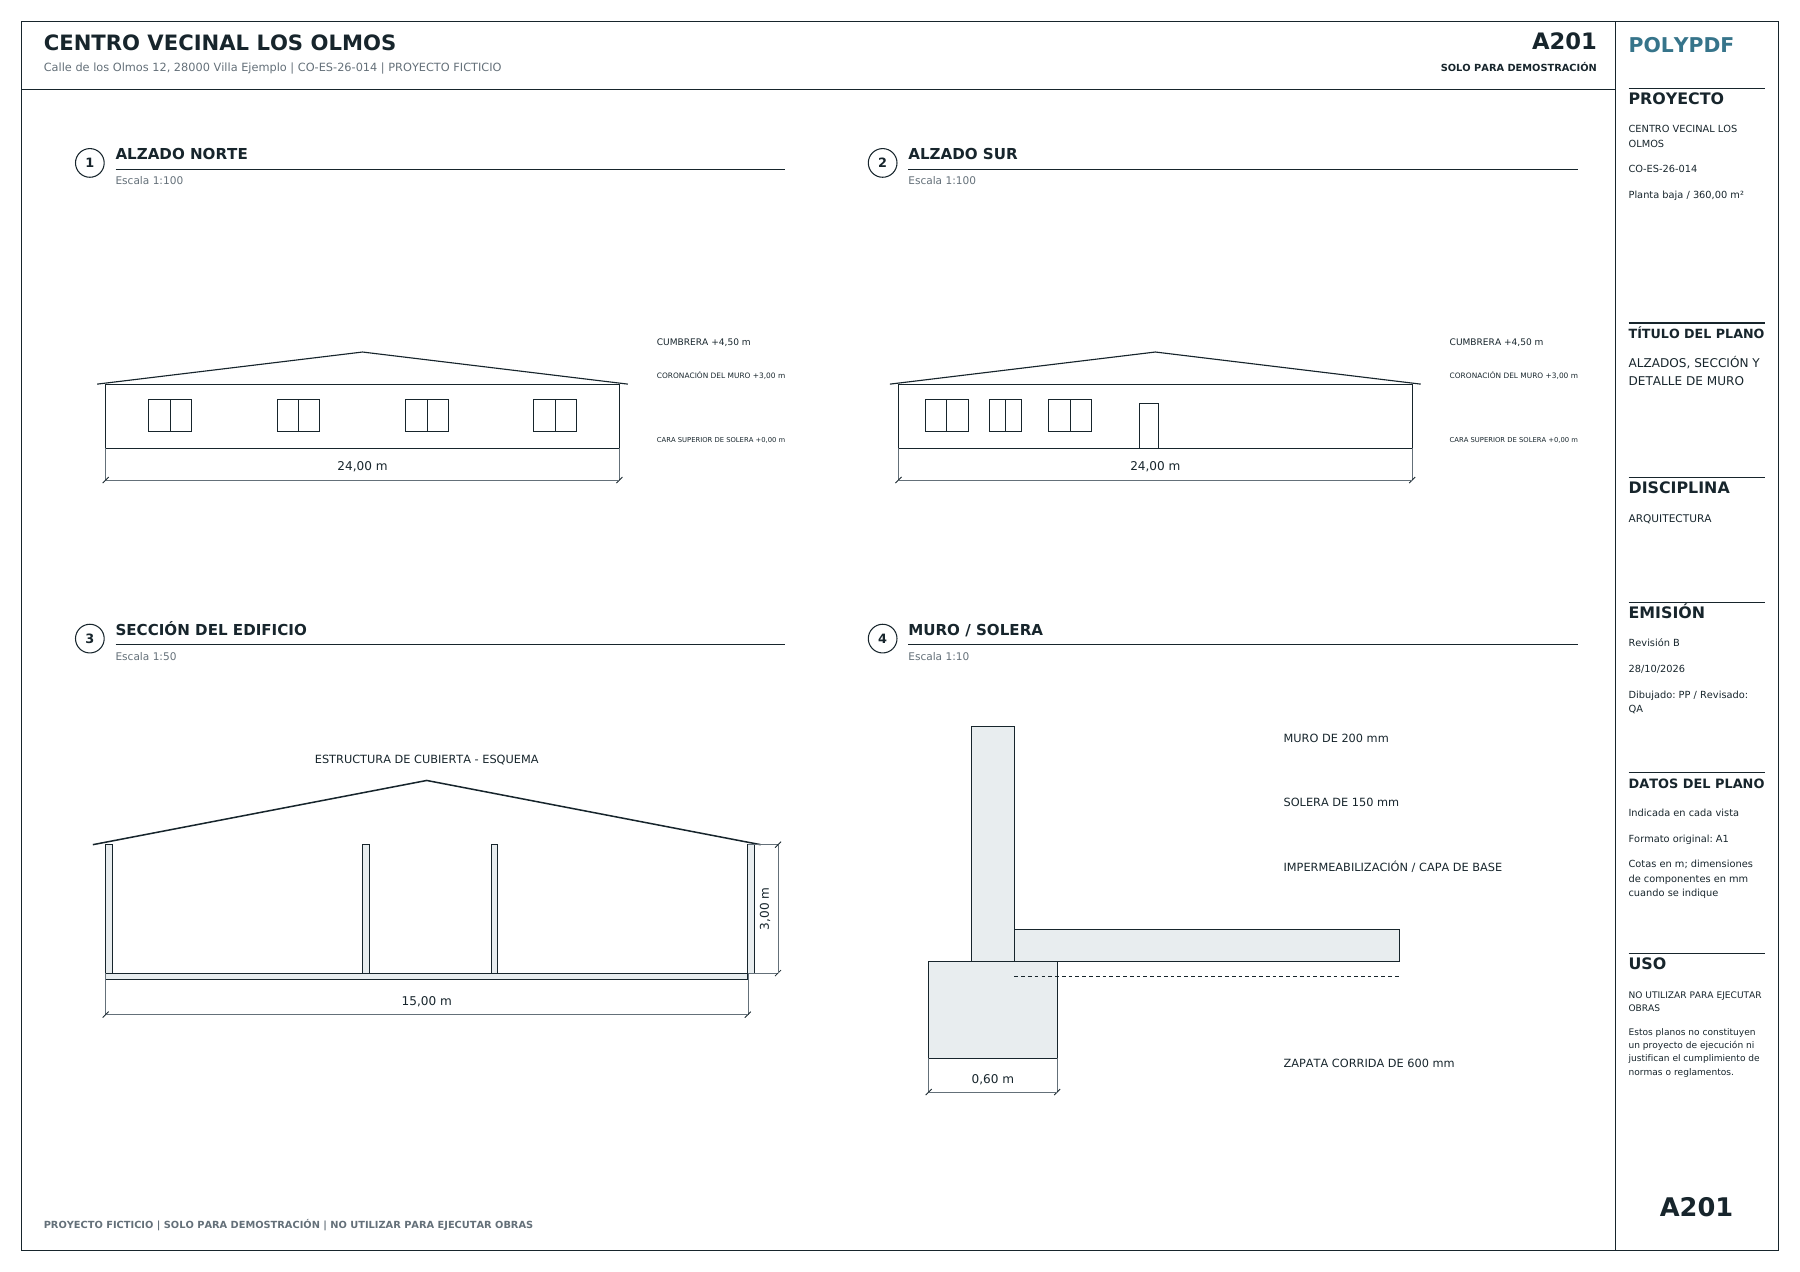 CENTRO VECINAL LOS OLMOS
Calle de los Olmos 12, 28000 Villa Ejemplo | CO-ES-26-014 | PROYECTO FICTICIO
A201
SOLO PARA DEMOSTRACIÓN
1
ALZADO NORTE
Escala 1:100
CUMBRERA +4,50 m
CORONACIÓN DEL MURO +3,00 m
CARA SUPERIOR DE SOLERA +0,00 m
24,00 m
2
ALZADO SUR
Escala 1:100
CUMBRERA +4,50 m
CORONACIÓN DEL MURO +3,00 m
CARA SUPERIOR DE SOLERA +0,00 m
24,00 m
3
SECCIÓN DEL EDIFICIO
Escala 1:50
ESTRUCTURA DE CUBIERTA - ESQUEMA
3,00 m
15,00 m
4
MURO / SOLERA
Escala 1:10
MURO DE 200 mm
SOLERA DE 150 mm
IMPERMEABILIZACIÓN / CAPA DE BASE
ZAPATA CORRIDA DE 600 mm
0,60 m
PROYECTO FICTICIO | SOLO PARA DEMOSTRACIÓN | NO UTILIZAR PARA EJECUTAR OBRAS
POLYPDF
PROYECTO
CENTRO VECINAL LOS
OLMOS
CO-ES-26-014
Planta baja / 360,00 m²
TÍTULO DEL PLANO
ALZADOS, SECCIÓN Y
DETALLE DE MURO
DISCIPLINA
ARQUITECTURA
EMISIÓN
Revisión B
28/10/2026
Dibujado: PP / Revisado:
QA
DATOS DEL PLANO
Indicada en cada vista
Formato original: A1
Cotas en m; dimensiones
de componentes en mm
cuando se indique
USO
NO UTILIZAR PARA EJECUTAR
OBRAS
Estos planos no constituyen
un proyecto de ejecución ni
justifican el cumplimiento de
normas o reglamentos.
A201